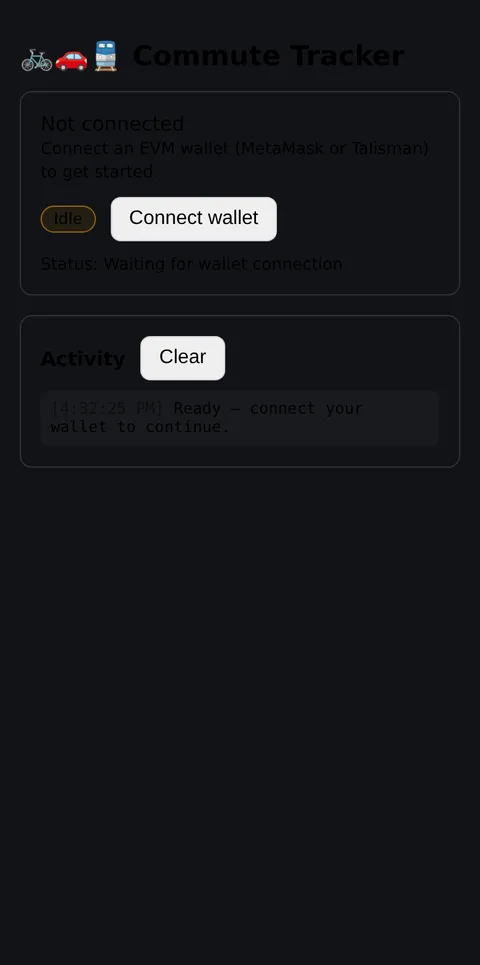 Commute Tracker
Not connected
Connect an EVM wallet (MetaMask or Talisman)
to get started
Idle
Connect wallet
Status: Waiting for wallet connection
Activity
Clear
[4:32:25 PM] Ready — connect your
wallet to continue.